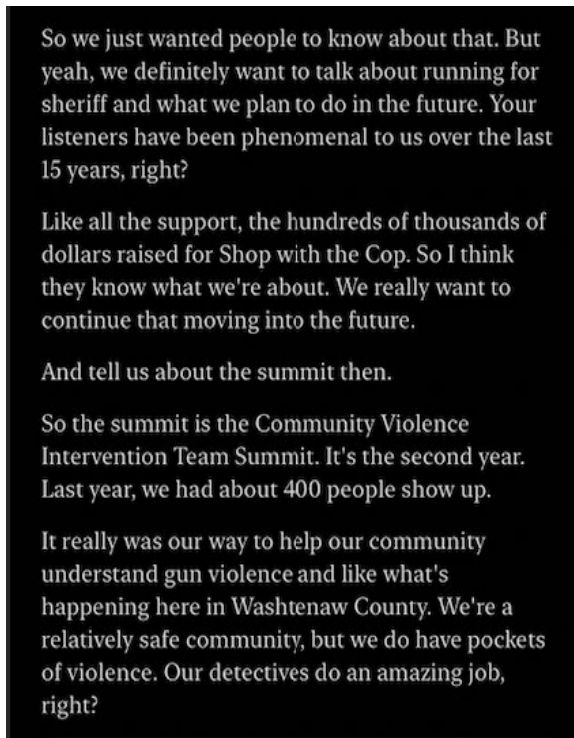 So we just wanted people to know about that. But
yeah, we definitely want to talk about running for
sheriff and what we plan to do in the future. Your
listeners have been phenomenal to us over the last
15 years, right?
Like all the support, the hundreds of thousands of
dollars raised for Shop with the Cop. So I think
they know what we're about. We really want to
continue that moving into the future.
And tell us about the summit then.
So the summit is the Community Violence
Intervention Team Summit. It's the second year.
Last year, we had about 400 people show up.
It really was our way to help our community
understand gun violence and like what's
happening here in Washtenaw County. We're a
relatively safe community, but we do have pockets
of violence. Our detectives do an amazing job,
right?